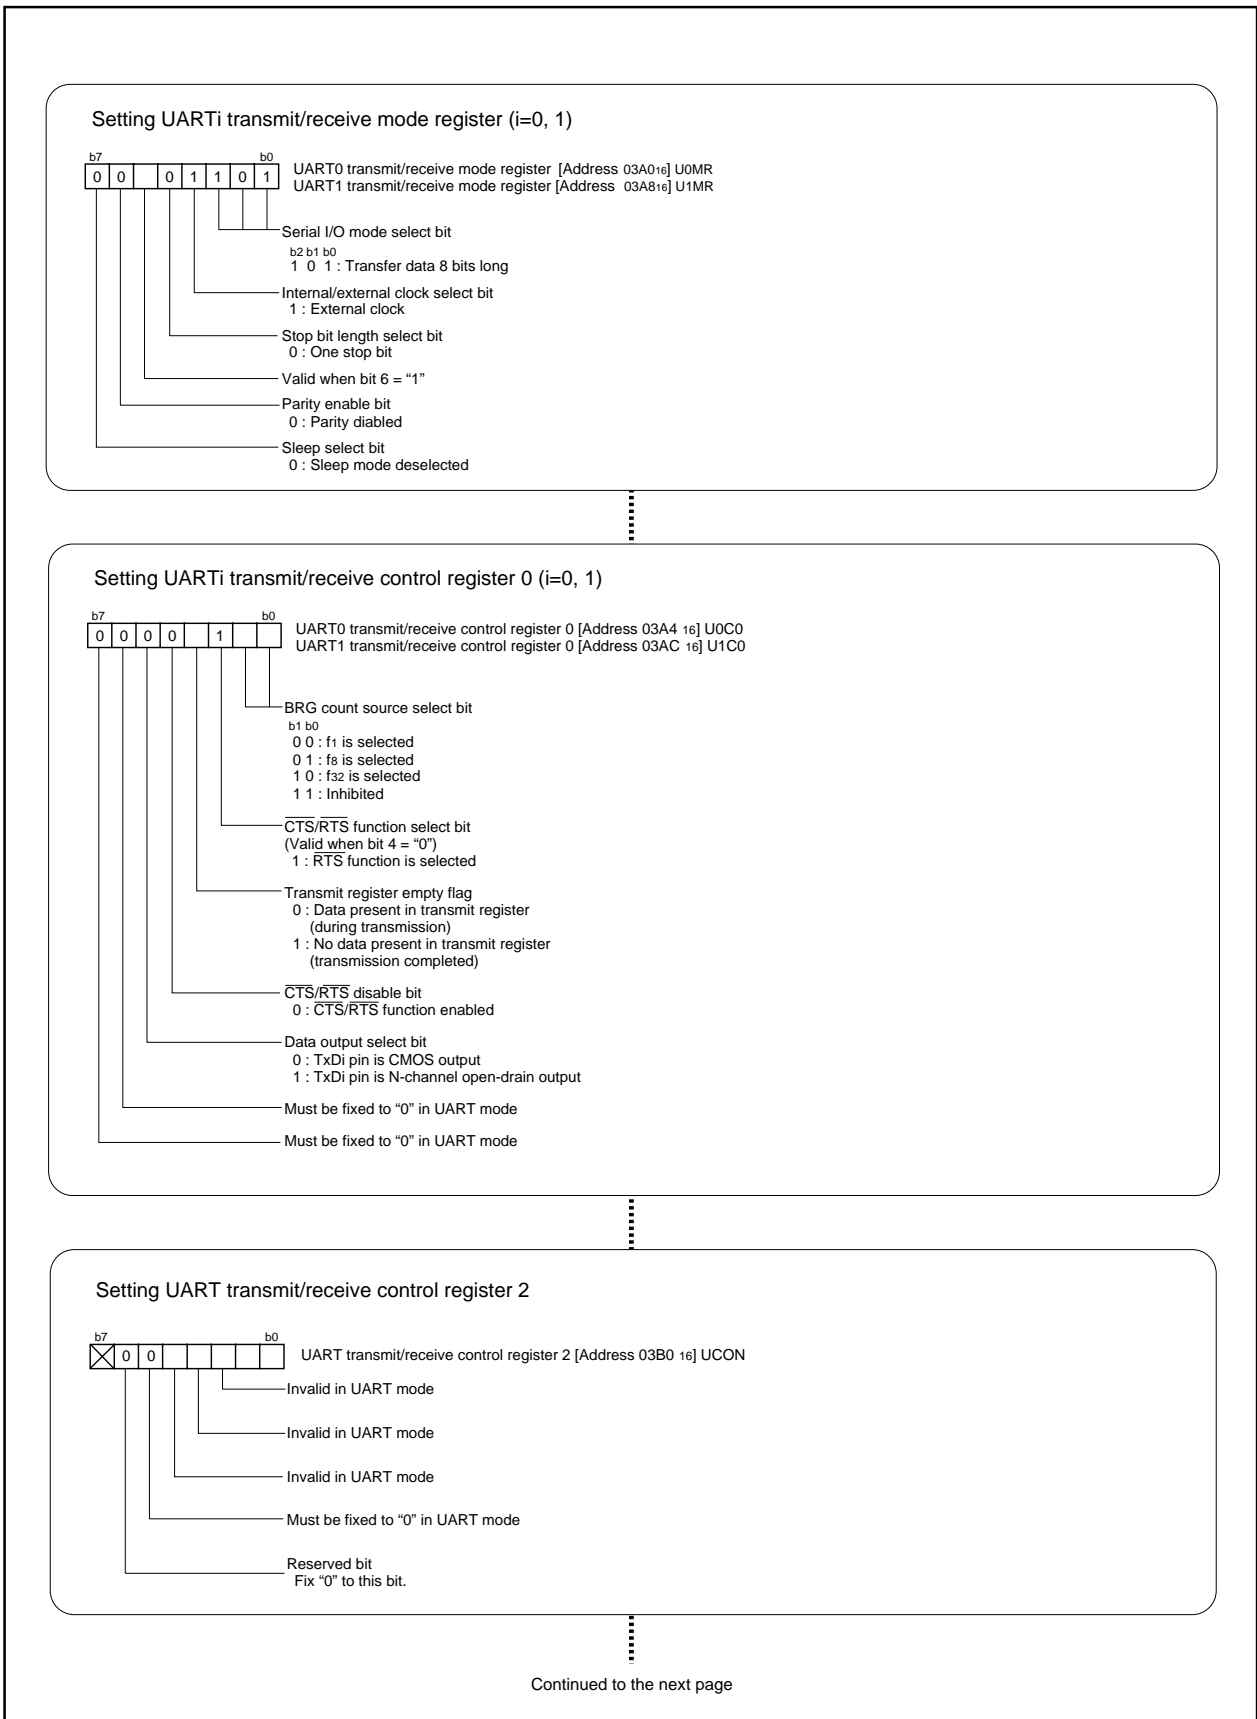 Setting UARTi transmit/receive mode register (i=0, 1)
b7 b0
0 0 0 1 1 0 1
UART0 transmit/receive mode register [Address 03A016] U0MR
UART1 transmit/receive mode register [Address 03A816] U1MR
Serial I/O mode select bit
b2 b1 b0
1 0 1 : Transfer data 8 bits long
Internal/external clock select bit
1 : External clock
Stop bit length select bit
0 : One stop bit
Valid when bit 6 = “1”
Parity enable bit
0 : Parity diabled
Sleep select bit
0 : Sleep mode deselected
Setting UARTi transmit/receive control register 0 (i=0, 1)
b7 b0
0 0 0 0 1
UART0 transmit/receive control register 0 [Address 03A4 16] U0C0
UART1 transmit/receive control register 0 [Address 03AC 16] U1C0
BRG count source select bit
b1 b0
0 0 : f1 is selected
0 1 : f8 is selected
1 0 : f32 is selected
1 1 : Inhibited
CTS/RTS function select bit
(Valid when bit 4 = “0”)
1 : RTS function is selected
Transmit register empty flag
0 : Data present in transmit register
(during transmission)
1 : No data present in transmit register
(transmission completed)
CTS/RTS disable bit
0 : CTS/RTS function enabled
Data output select bit
0 : TxDi pin is CMOS output
1 : TxDi pin is N-channel open-drain output
Must be fixed to “0” in UART mode
Must be fixed to “0” in UART mode
Setting UART transmit/receive control register 2
b7 b0
0 0
UART transmit/receive control register 2 [Address 03B0 16] UCON
Invalid in UART mode
Invalid in UART mode
Invalid in UART mode
Must be fixed to “0” in UART mode
Reserved bit
Fix “0” to this bit.
Continued to the next page